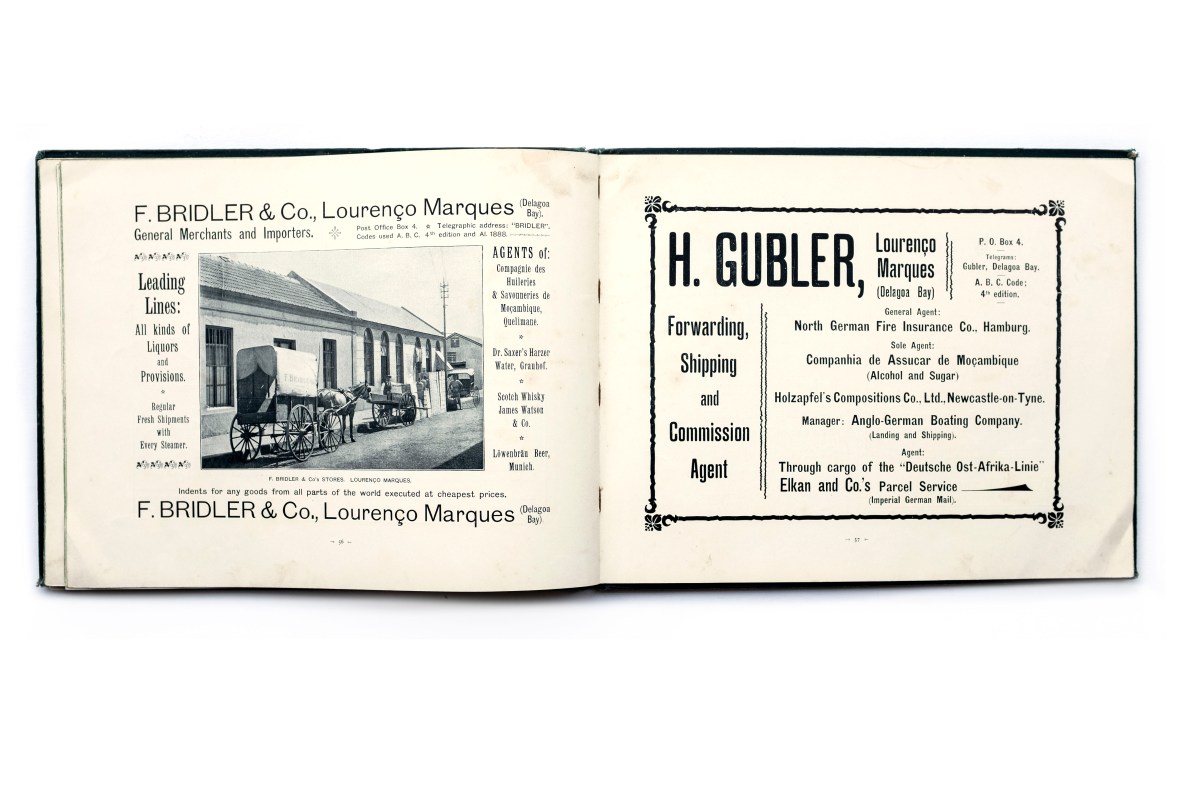 F. BRIDLER & Co., Lourenço Marques (Delagoa Bay).
General Merchants and Importers.
Post Office Box 4. Telegraphic address: "BRIDLER".
Codes used A. B. C. 4th edition and AI. 1888.
Leading
Lines:
All kinds of
Liquors
and
Provisions.
Regular
Fresh Shipments
with
Every Steamer.
F. BRIDLER
AGENTS of:
Compagnie des
Huileries
& Savonneries de
Moçambique,
Quelimane.
Dr. Saxer's Harzer
Water, Grauhof.
Scotch Whisky
James Watson
& Co.
Löwenbräu Beer,
Munich.
F. BRIDLER & Co's STORES. LOURENÇO MARQUES.
Indents for any goods from all parts of the world executed at cheapest prices.
F. BRIDLER & Co., Lourenço Marques (Delagoa Bay)
— 56 —
H. GUBLER,
Lourenço
Marques
(Delagoa Bay)
P. O. Box 4.
Telegrams:
Gubler, Delagoa Bay.
A. B. C. Code;
4th edition.
Forwarding,
Shipping
and
Commission
Agent
General Agent:
North German Fire Insurance Co., Hamburg.
Sole Agent:
Companhia de Assucar de Moçambique
(Alcohol and Sugar)
Holzapfel's Compositions Co., Ltd., Newcastle-on-Tyne.
Manager: Anglo-German Boating Company.
(Landing and Shipping).
Agent:
Through cargo of the "Deutsche Ost-Afrika-Linie"
Elkan and Co.'s Parcel Service
(Imperial German Mail).
— 57 —